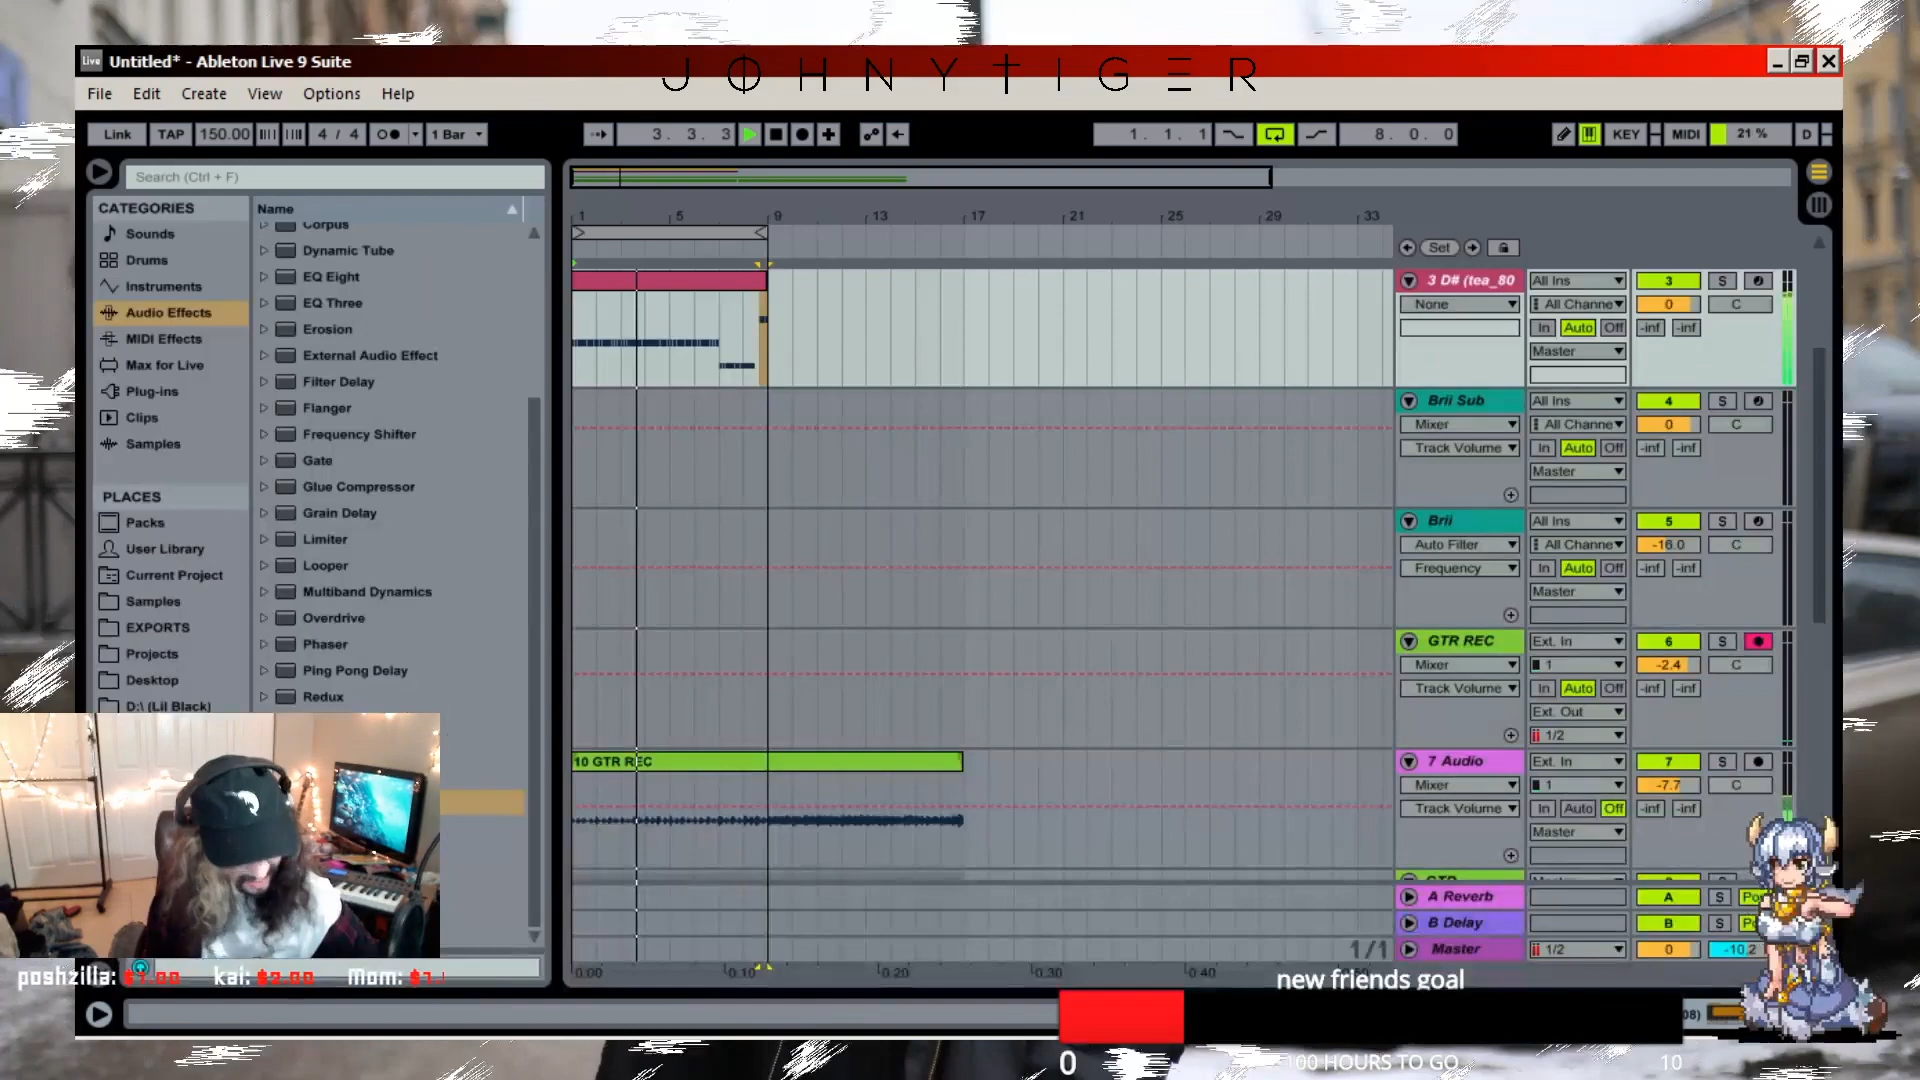 Live Untitled* - Ableton Live 9 Suite
JOHNYTIGER
File Edit Create View Options Help
Link TAP 150.00 4 / 4 1 Bar 3. 3. 3 1. 1. 1 8. 0. 0 KEY MIDI 21 % D
Search (Ctrl + F)
CATEGORIES
Sounds
Drums
Instruments
Audio Effects
MIDI Effects
Max for Live
Plug-ins
Clips
Samples
PLACES
Packs
User Library
Current Project
Samples
EXPORTS
Projects
Desktop
D:\ (Lil Black)
Name
Corpus
Dynamic Tube
EQ Eight
EQ Three
Erosion
External Audio Effect
Filter Delay
Flanger
Frequency Shifter
Gate
Glue Compressor
Grain Delay
Limiter
Looper
Multiband Dynamics
Overdrive
Phaser
Ping Pong Delay
Redux
1 5 9 13 17 21 25 29 33
Set
3 D# (tea_80 All Ins 3 S
None All Channe 0 C
In Auto Off -inf -inf
Master
Brii Sub All Ins 4 S
Mixer All Channe 0 C
Track Volume In Auto Off -inf -inf
Master
Brii All Ins 5 S
Auto Filter All Channe -16.0 C
Frequency In Auto Off -inf -inf
Master
GTR REC Ext. In 6 S
Mixer 1 -2.4 C
Track Volume In Auto Off -inf -inf
Ext. Out
1/2
10 GTR REC
7 Audio Ext. In 7 S
Mixer 1 -7.7 C
Track Volume In Auto Off -inf -inf
Master
A Reverb A S
B Delay B S
1/1 Master 1/2 0 -10.2
0:00 0:10 0:20 0:30 0:40
poshzilla: $1.00 kai: $2.00 Mom: $1.
new friends goal
0 100 HOURS TO GO 10